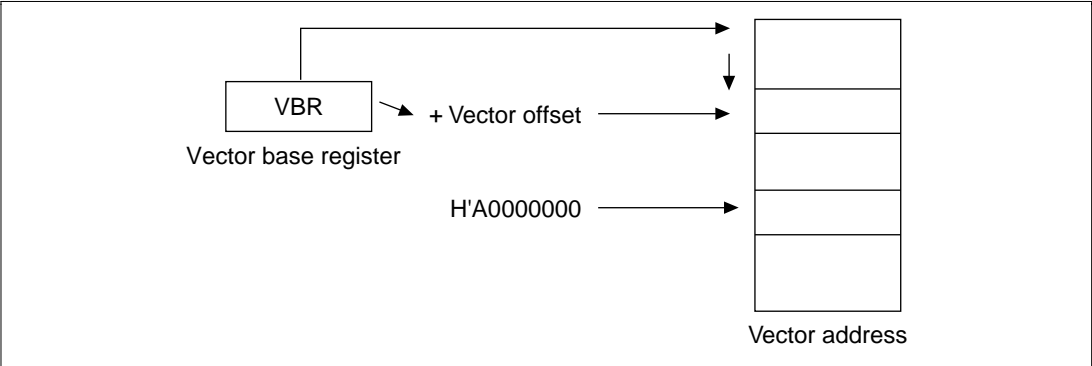 VBR
+ Vector offset
Vector base register
H'A0000000
Vector address